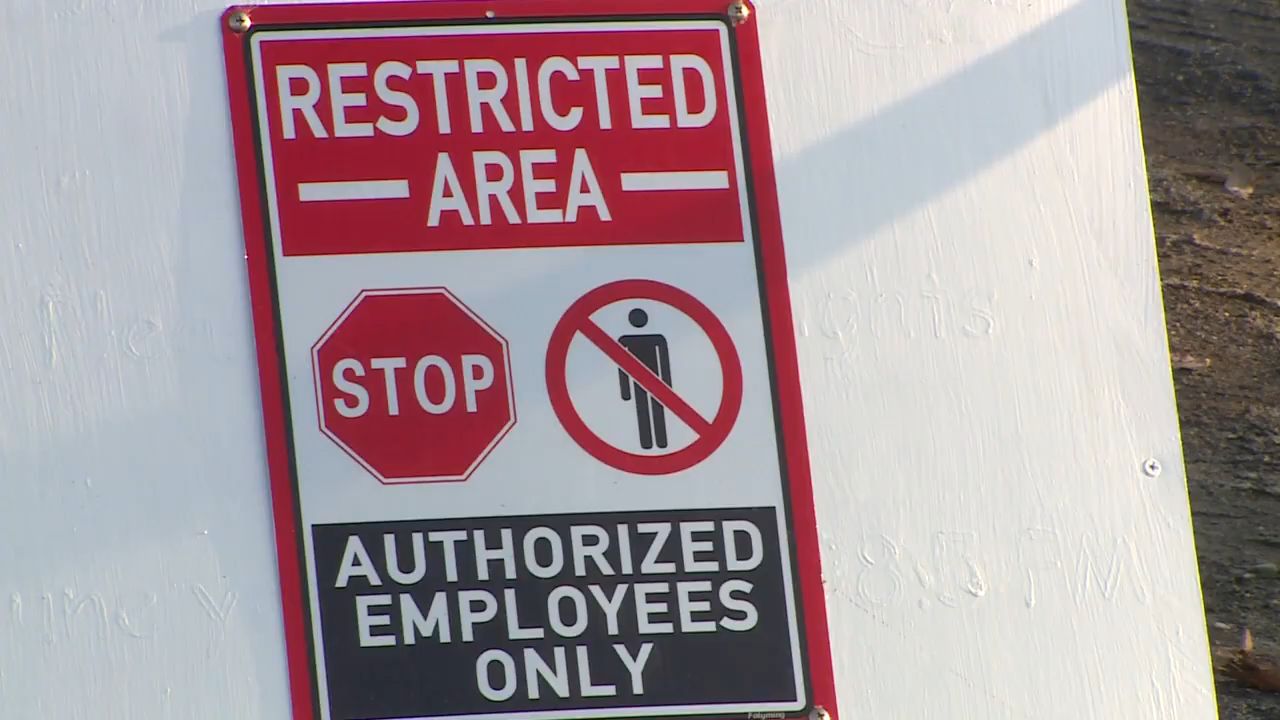 RESTRICTED
AREA
STOP
AUTHORIZED
EMPLOYEES
ONLY